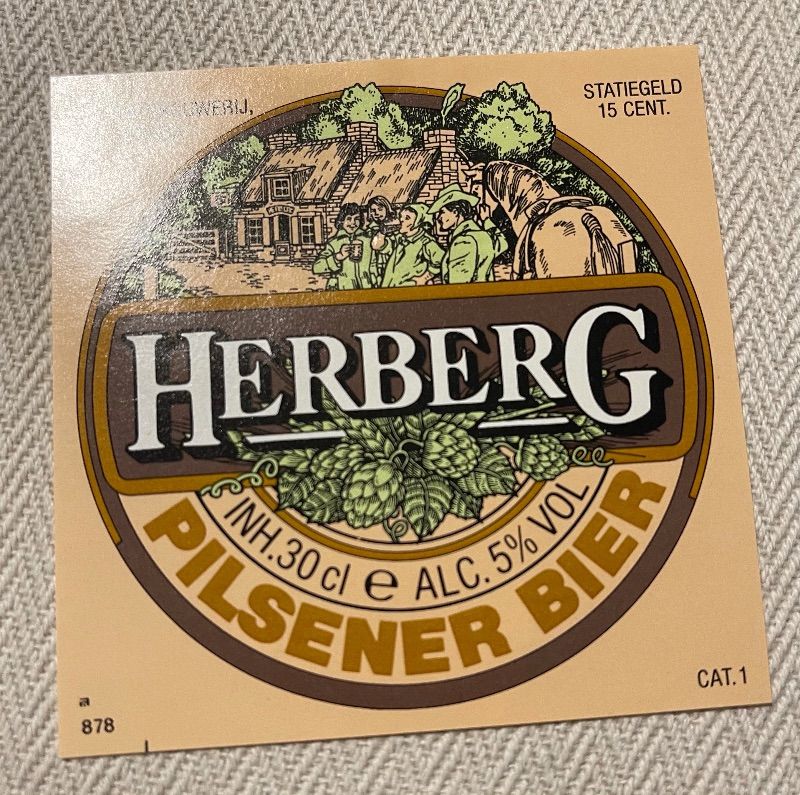 STATIEGELD
15 CENT.
HERBERG
INH. 30 cl e ALC. 5% VOL
PILSENER BIER
CAT. 1
a
878